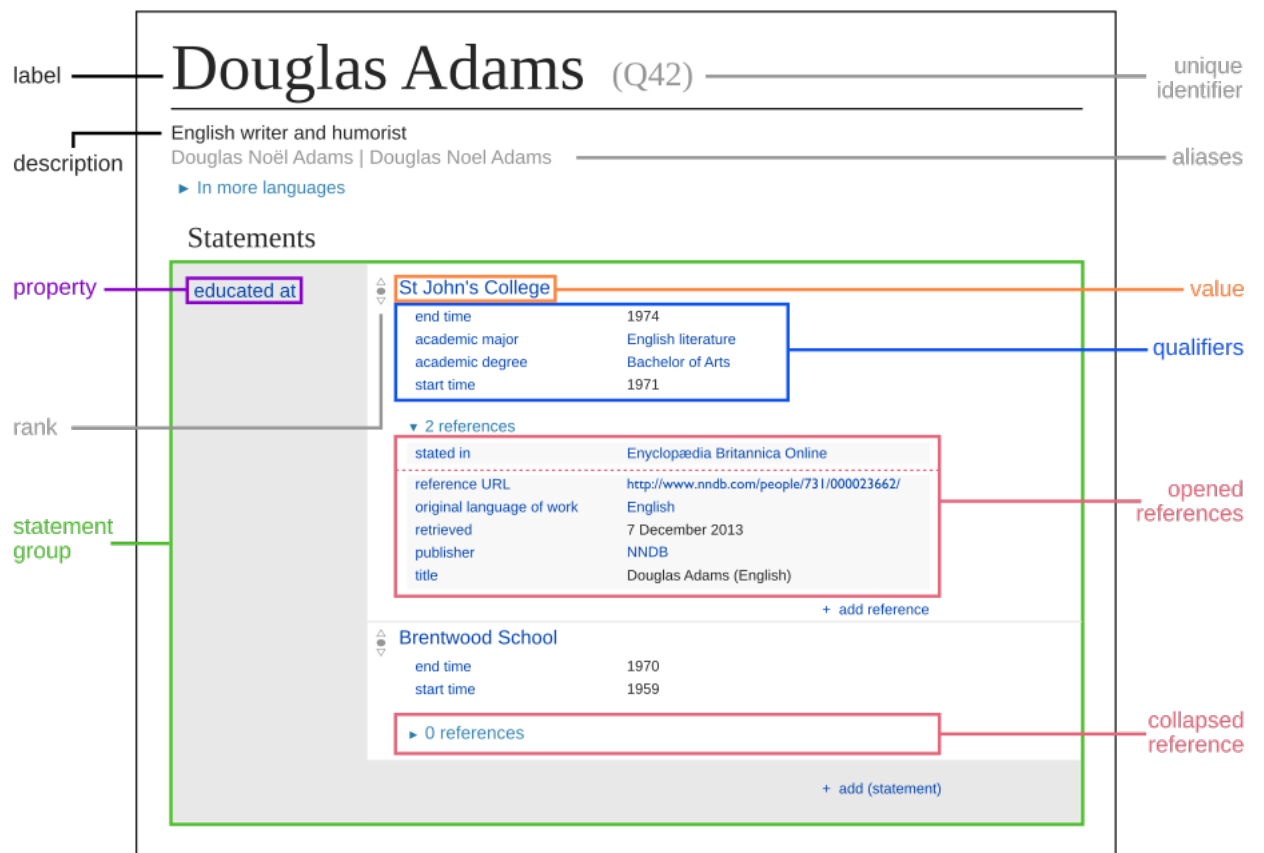 label
Douglas Adams (Q42)
unique
identifier
description
English writer and humorist
Douglas Noël Adams | Douglas Noel Adams
aliases
► In more languages
Statements
property
educated at
St John's College
value
end time 1974
academic major English literature
academic degree Bachelor of Arts
start time 1971
qualifiers
rank
▼ 2 references
stated in Enyclopædia Britannica Online
reference URL http://www.nndb.com/people/731/000023662/
original language of work English
retrieved 7 December 2013
publisher NNDB
title Douglas Adams (English)
opened
references
statement
group
+ add reference
Brentwood School
end time 1970
start time 1959
► 0 references
collapsed
reference
+ add (statement)